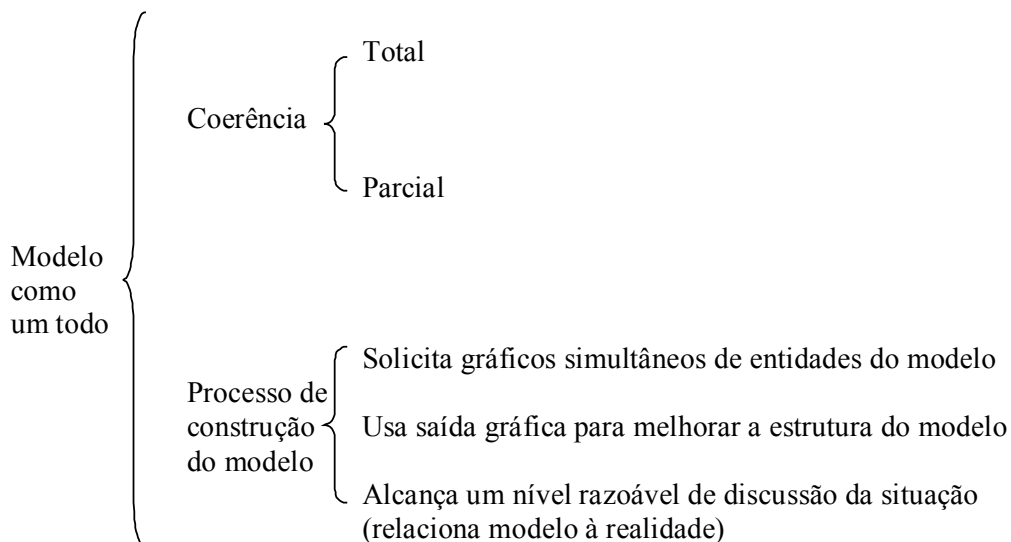 Modelo
como
um todo
Coerência
Total
Parcial
Processo de
construção
do modelo
Solicita gráficos simultâneos de entidades do modelo
Usa saída gráfica para melhorar a estrutura do modelo
Alcança um nível razoável de discussão da situação
(relaciona modelo à realidade)